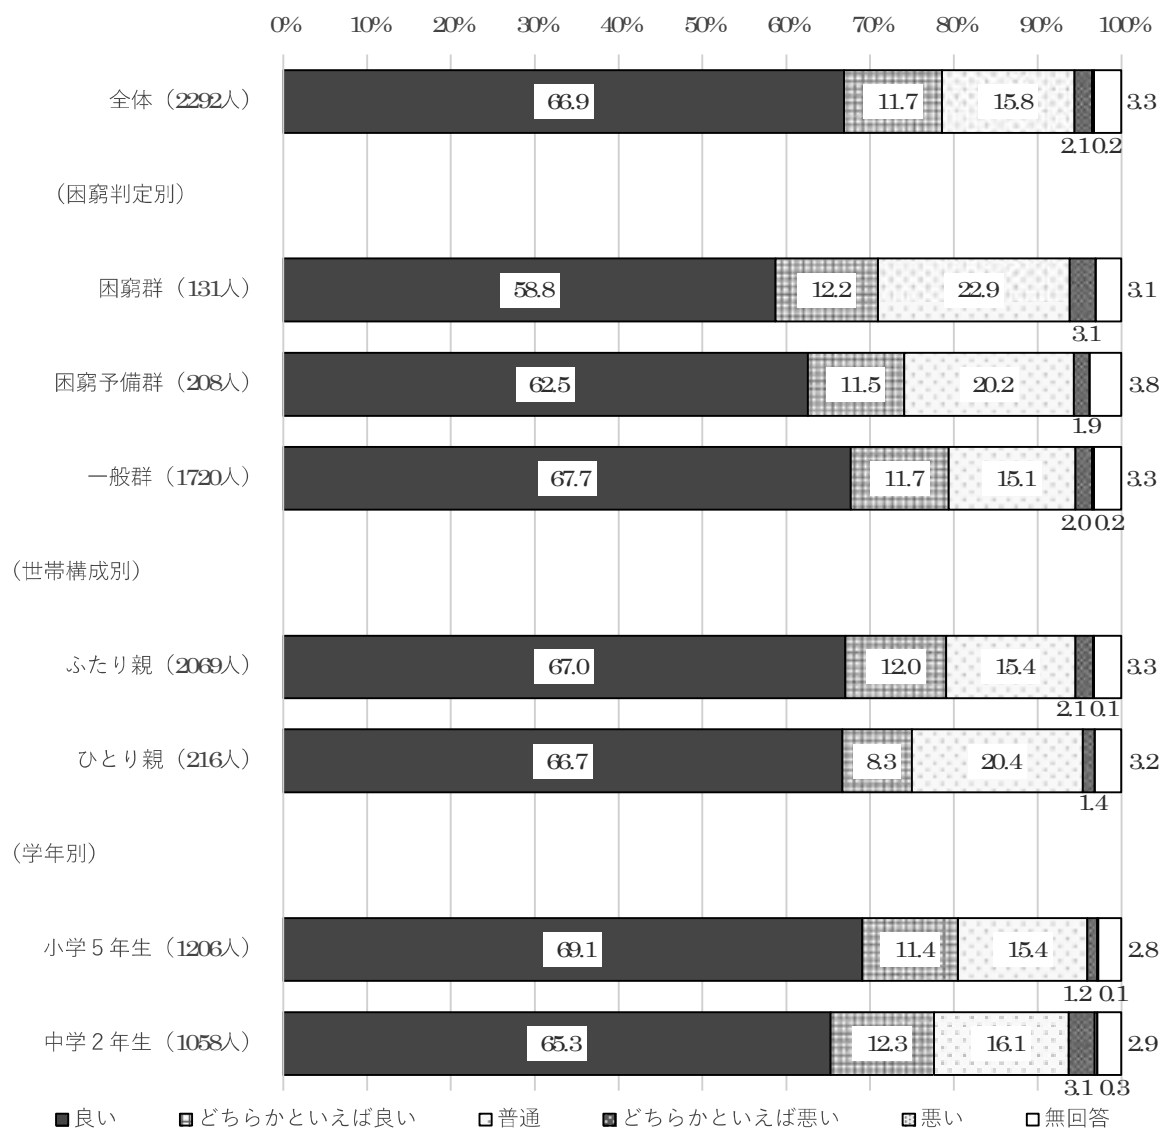 0% 10% 20% 30% 40% 50% 60% 70% 80% 90% 100%
全体（2292人） 66.9 11.7 15.8 3.3
2.1 0.2
（困窮判定別）
困窮群（131人） 58.8 12.2 22.9 3.1
3.1
困窮予備群（208人） 62.5 11.5 20.2 3.8
1.9
一般群（1720人） 67.7 11.7 15.1 3.3
2.0 0.2
（世帯構成別）
ふたり親（2069人） 67.0 12.0 15.4 3.3
2.1 0.1
ひとり親（216人） 66.7 8.3 20.4 3.2
1.4
（学年別）
小学５年生（1206人） 69.1 11.4 15.4 2.8
1.2 0.1
中学２年生（1058人） 65.3 12.3 16.1 2.9
3.1 0.3
良い どちらかといえば良い 普通 どちらかといえば悪い 悪い 無回答